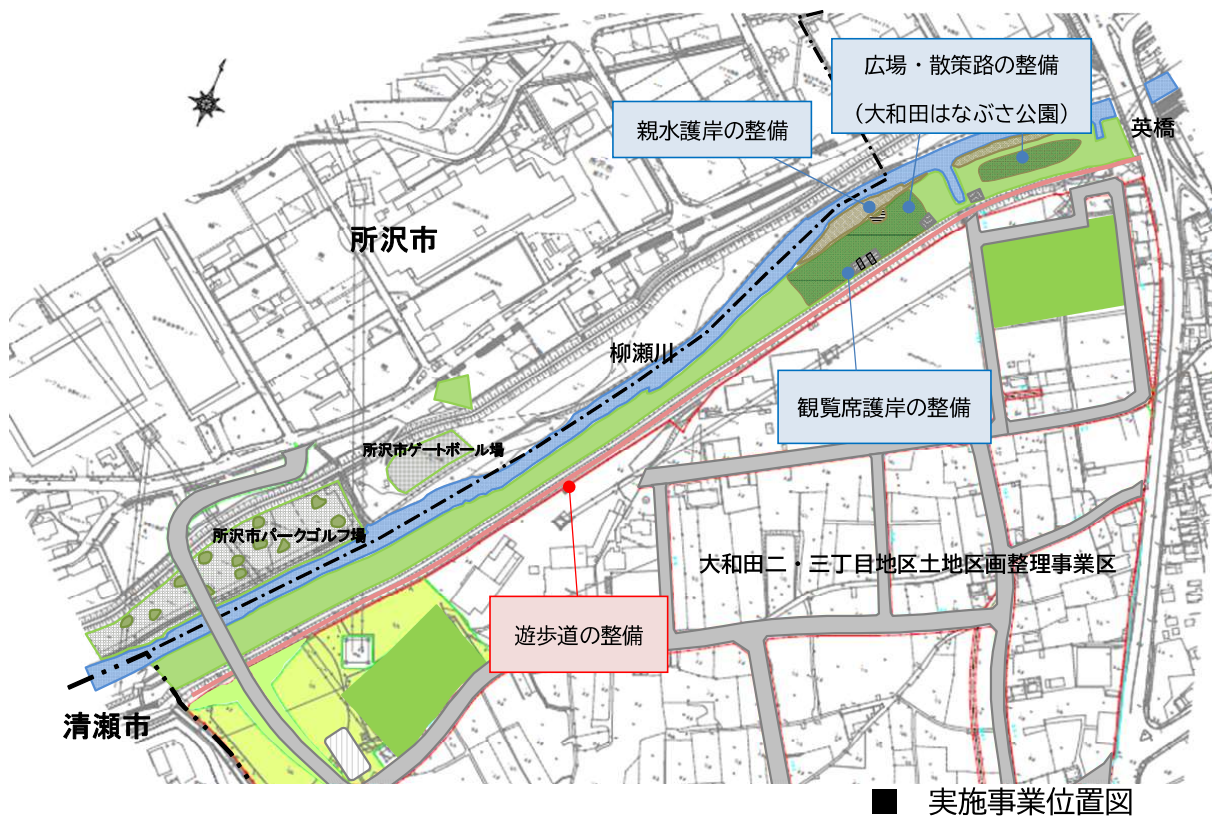 広場・散策路の整備
(大和田はなぶさ公園)
親水護岸の整備
英橋
所沢市
柳瀬川
観覧席護岸の整備
所沢市ゲートボール場
所沢市パークゴルフ場
大和田二・三丁目地区土地区画整理事業区
遊歩道の整備
清瀬市
■ 実施事業位置図